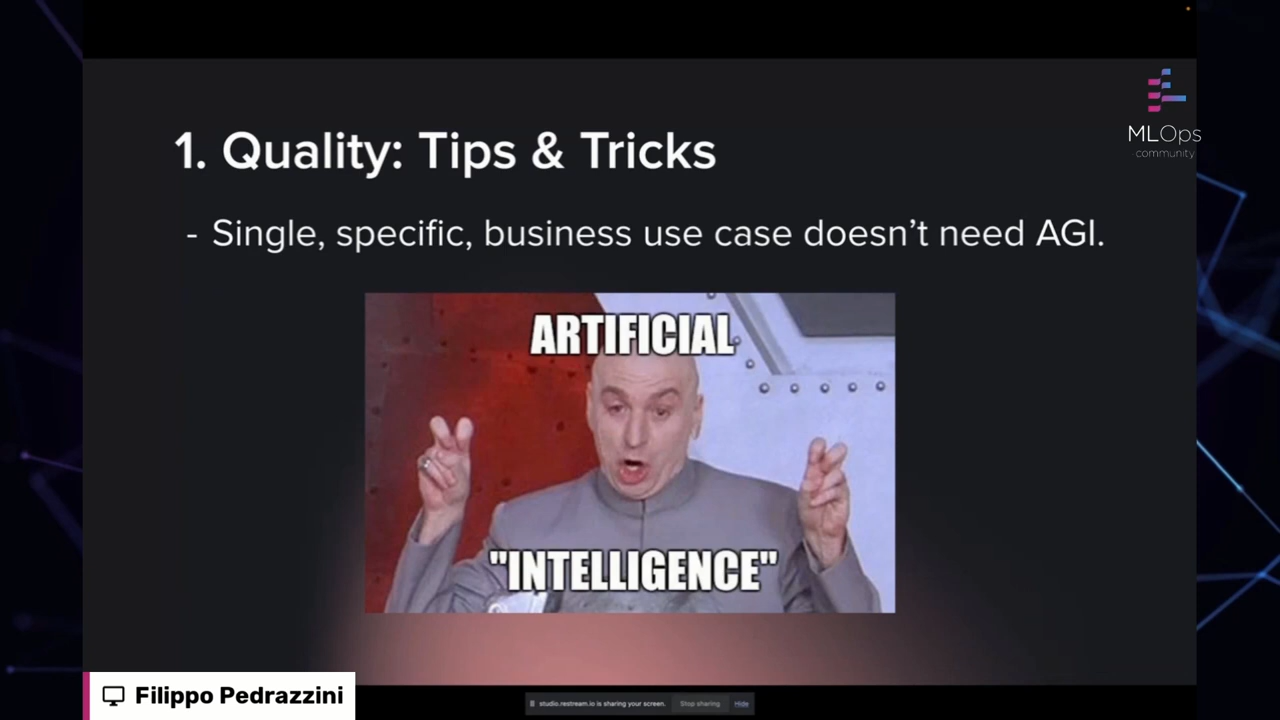 MLOps
community
1. Quality: Tips & Tricks
- Single, specific, business use case doesn’t need AGI.
ARTIFICIAL
"INTELLIGENCE"
Filippo Pedrazzini
studio.restream.io is sharing your screen.
Stop sharing
Hide